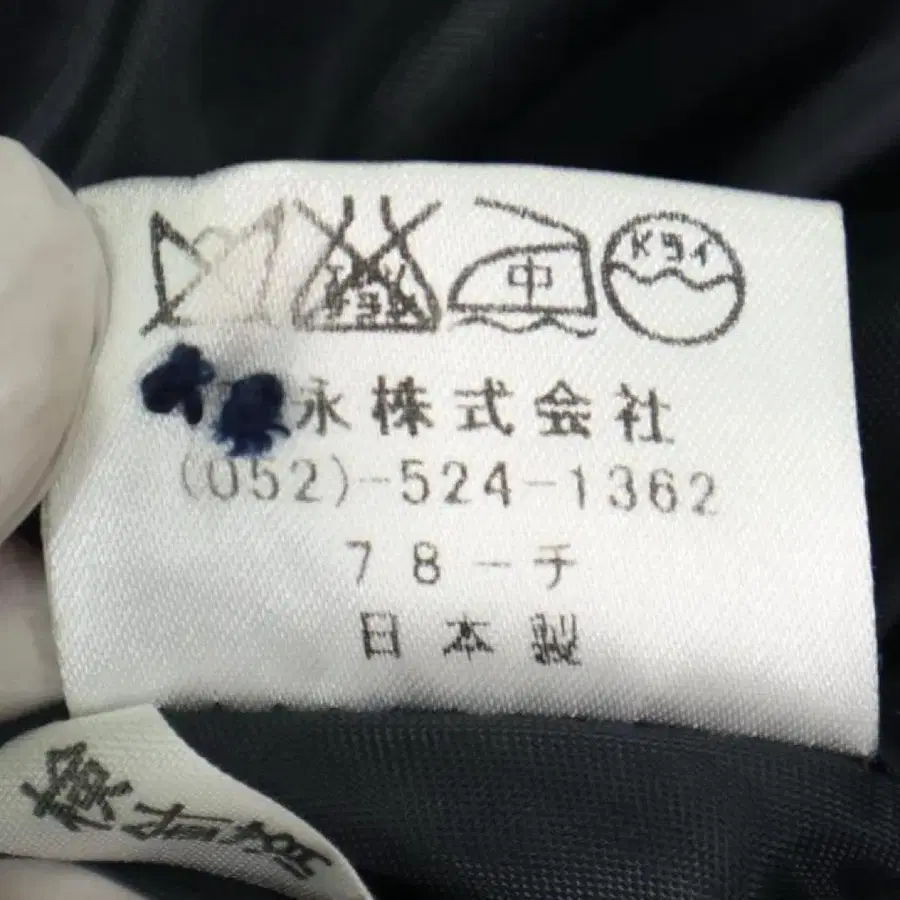 中 ドライ
永株式会社
(052)-524-1362
78-チ
日本製